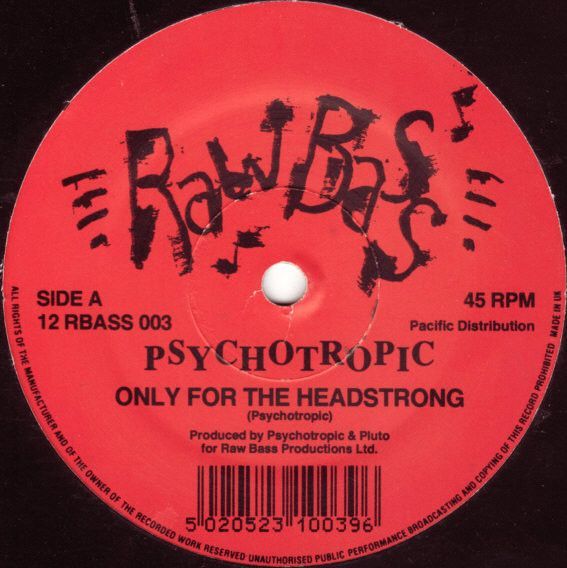 Raw Bass
SIDE A
45 RPM
12 RBASS 003
Pacific Distribution
PSYCHOTROPIC
ONLY FOR THE HEADSTRONG
(Psychotropic)
Produced by Psychotropic & Pluto
for Raw Bass Productions Ltd.
5 020523 100396
ALL RIGHTS OF THE MANUFACTURER AND OF THE OWNER OF THE RECORDED WORK RESERVED·UNAUTHORISED PUBLIC PERFORMANCE BROADCASTING AND COPYING OF THIS RECORD PROHIBITED MADE IN UK